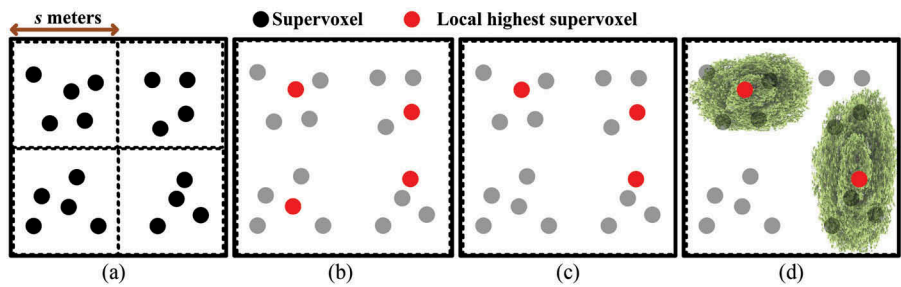 s meters
Supervoxel
Local highest supervoxel
(a)
(b)
(c)
(d)